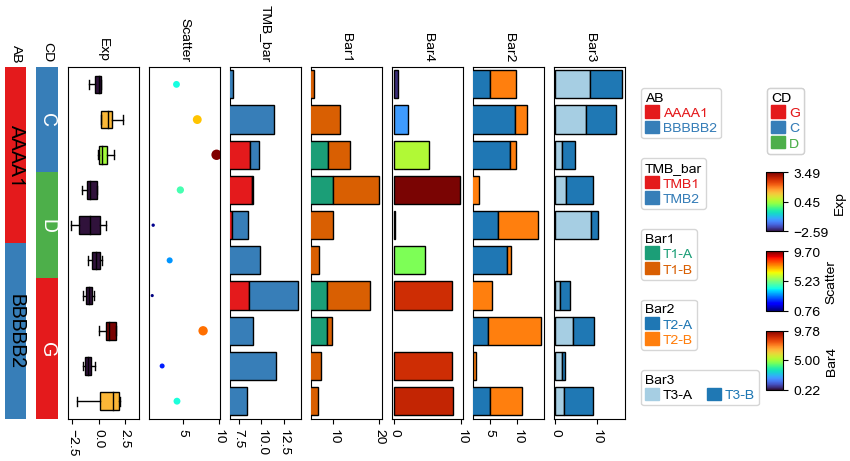 AB
CD
Exp
Scatter
TMB_bar
Bar1
Bar4
Bar2
Bar3
AAAA1
BBBBB2
C
D
G
−2.5 0.0 2.5
5 10
7.5 10.0 12.5
10 20
0 10
5 10
0 10
AB
AAAA1
BBBBB2
TMB_bar
TMB1
TMB2
Bar1
T1-A
T1-B
Bar2
T2-A
T2-B
Bar3
T3-A T3-B
CD
G
C
D
3.49
0.45
−2.59
Exp
9.70
5.23
0.76
Scatter
9.78
5.00
0.22
Bar4